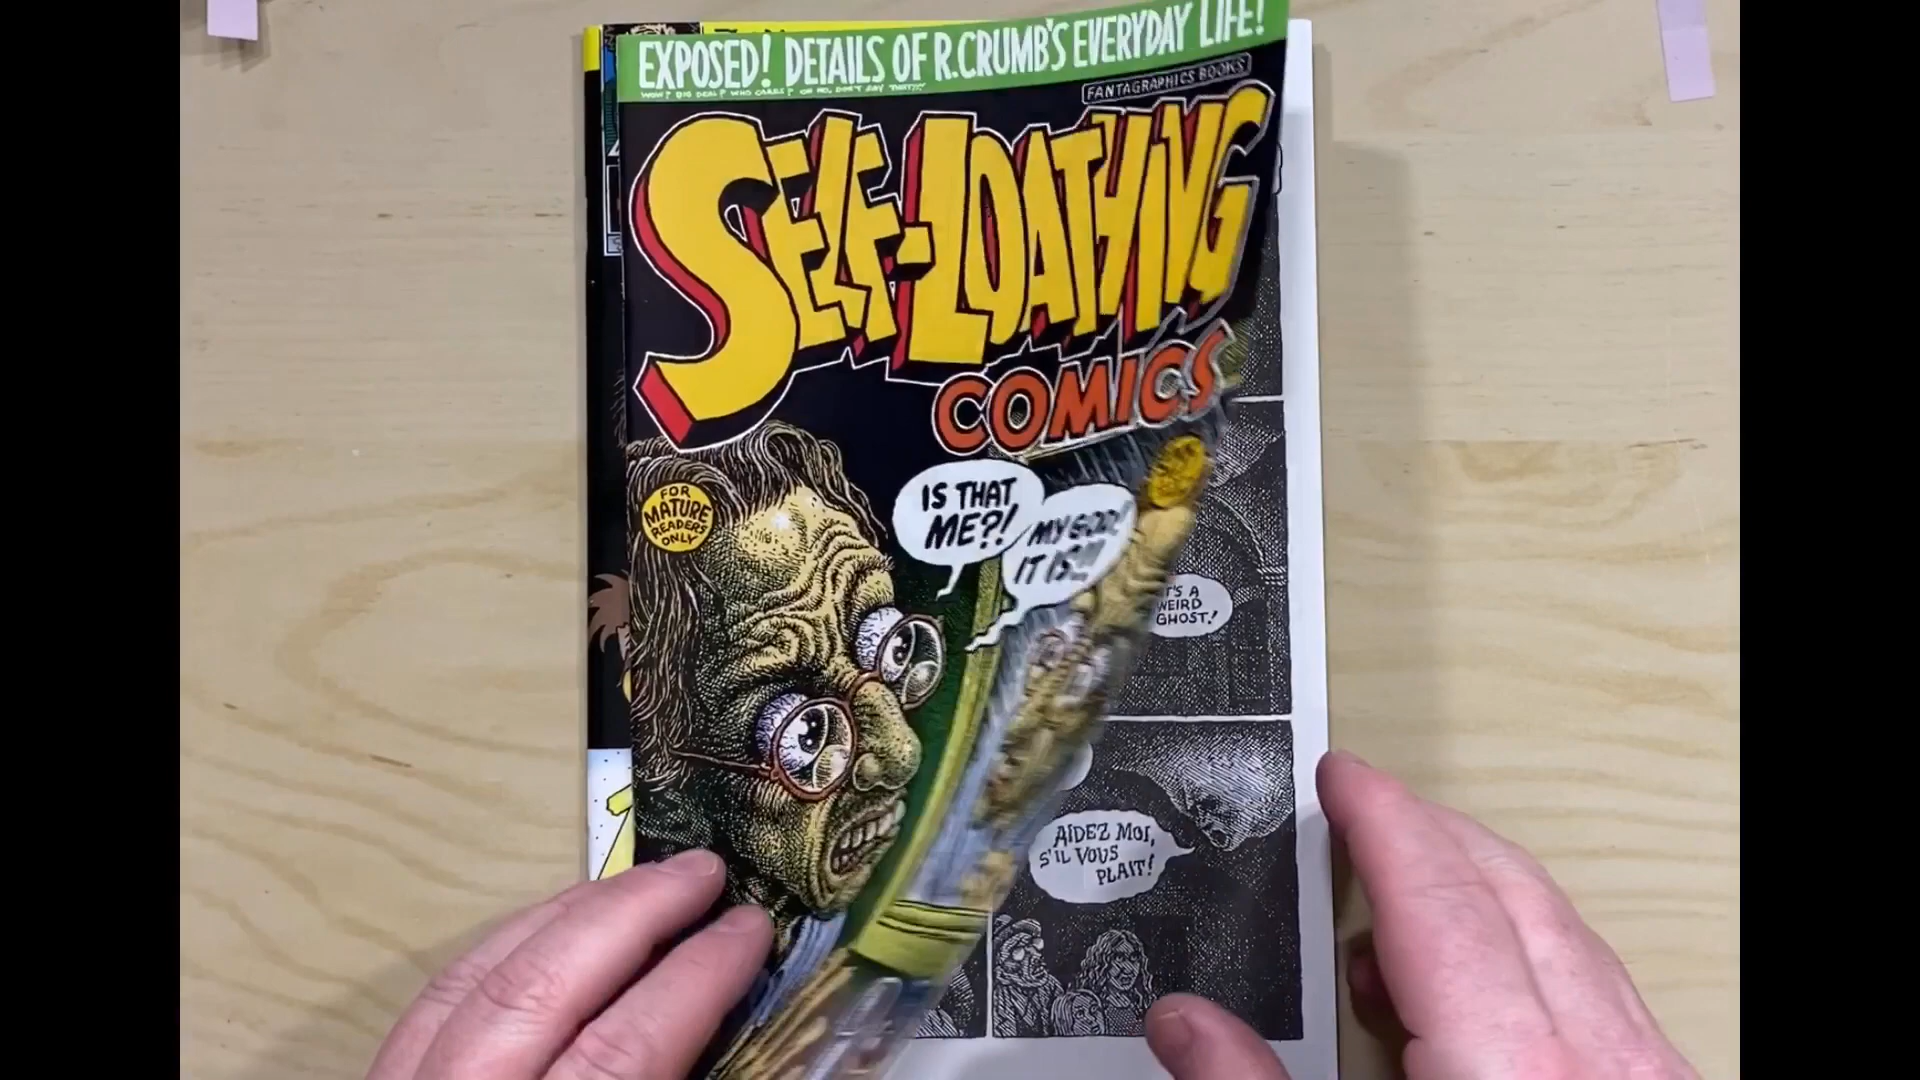 EXPOSED! DETAILS OF R.CRUMB'S EVERYDAY LIFE!
FANTAGRAPHICS BOOKS
SELF-LOATHING
COMICS
FOR
MATURE
READERS
ONLY
IS THAT
ME?!
MY GOD!
IT IS!!
IT'S A
WEIRD
GHOST!
AIDEZ MOI,
S'IL VOUS
PLAIT!